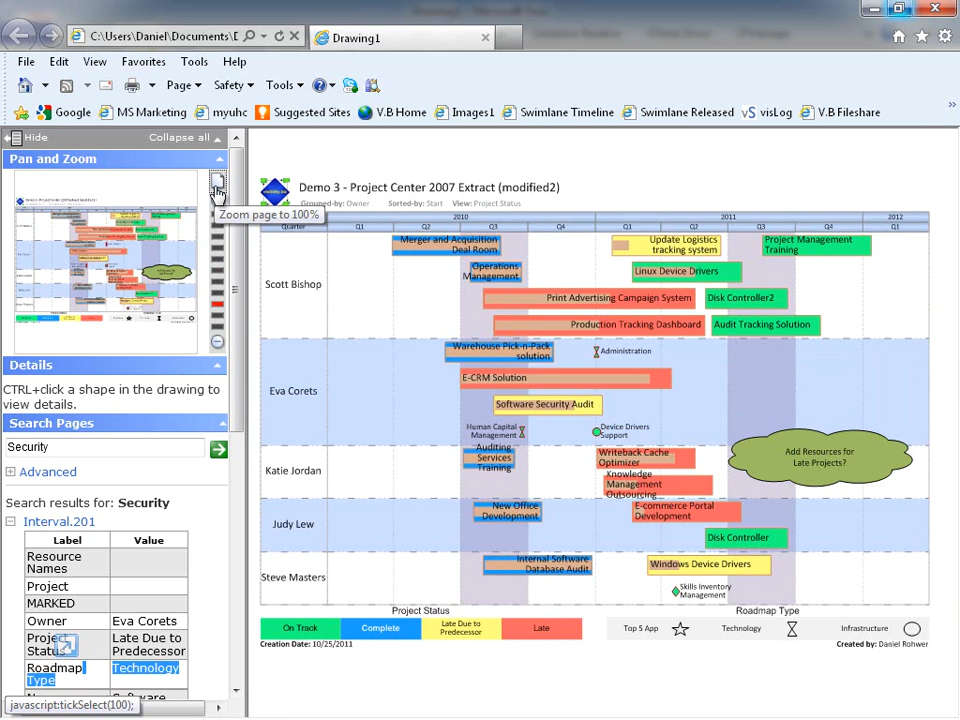 C:\Users\Daniel\Documents\D
Drawing1
File Edit View Favorites Tools Help
Page Safety Tools
Google MS Marketing myuhc Suggested Sites V.B Home Images1 Swimlane Timeline Swimlane Released visLog V.B Fileshare
Hide Collapse all
Pan and Zoom
Zoom page to 100%
Details
CTRL+click a shape in the drawing to
view details.
Search Pages
Security
Advanced
Search results for: Security
Interval.201
Label Value
Resource
Names
Project
MARKED
Owner Eva Corets
Project Late Due to
Status Predecessor
Roadmap Technology
Type
javascript:tickSelect(100);
Demo 3 - Project Center 2007 Extract (modified2)
Grouped by: Owner Sorted by: Start View: Project Status
2010 2011 2012
Quarter Q1 Q2 Q3 Q4 Q1 Q2 Q3 Q4 Q1
Scott Bishop
Merger and Acquisition
Deal Room
Update Logistics
tracking system
Project Management
Training
Operations
Management
Linux Device Drivers
Print Advertising Campaign System
Disk Controller2
Production Tracking Dashboard
Audit Tracking Solution
Eva Corets
Warehouse Pick-n-Pack
solution
Administration
E-CRM Solution
Software Security Audit
Human Capital
Management
Device Drivers
Support
Katie Jordan
Auditing
Services
Training
Writeback Cache
Optimizer
Knowledge
Management
Outsourcing
Add Resources for
Late Projects?
Judy Lew
New Office
Development
E-commerce Portal
Development
Disk Controller
Steve Masters
Internal Software
Database Audit
Windows Device Drivers
Skills Inventory
Management
Project Status Roadmap Type
On Track Complete Late Due to
Predecessor Late Top 5 App Technology Infrastructure
Creation Date: 10/25/2011 Created by: Daniel Rohwer